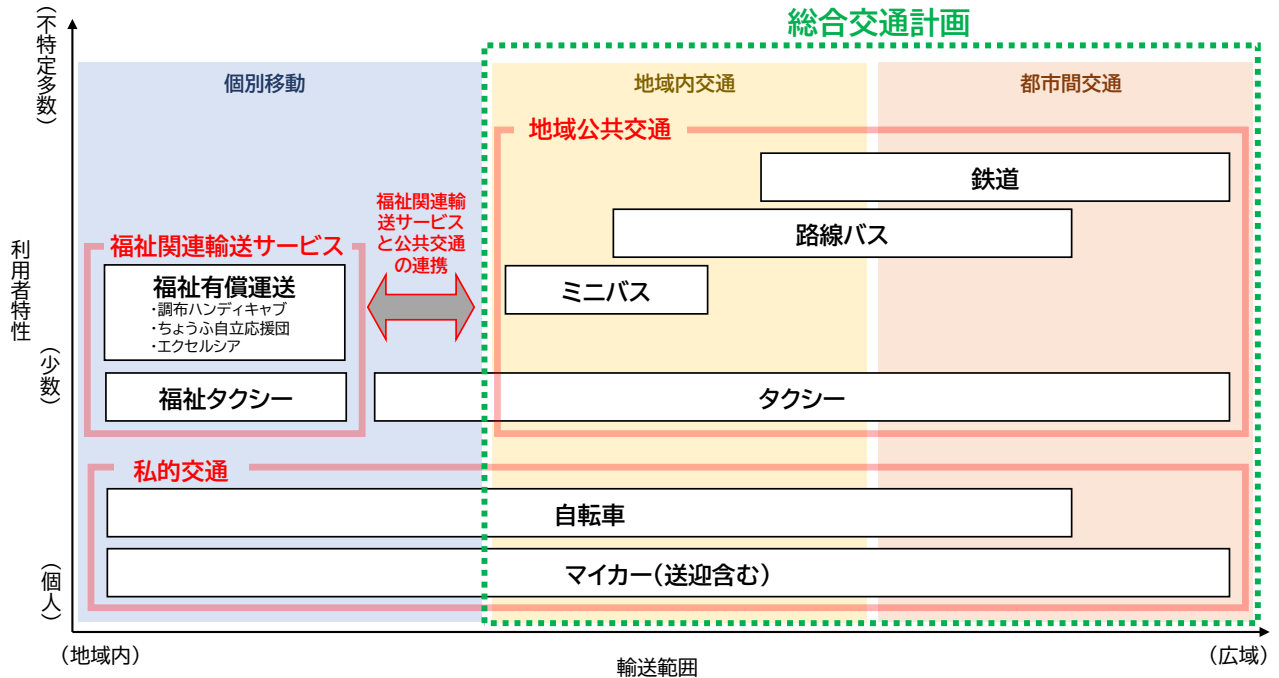 総合交通計画
（不特定多数）
個別移動
地域内交通
都市間交通
地域公共交通
鉄道
福祉関連輸
送サービス
と公共交通
の連携
路線バス
福祉関連輸送サービス
利用者特性
福祉有償運送
・調布ハンディキャブ
・ちょうふ自立応援団
・エクセルシア
ミニバス
（少数）
福祉タクシー
タクシー
私的交通
自転車
（個人）
マイカー（送迎含む）
（地域内）
輸送範囲
（広域）